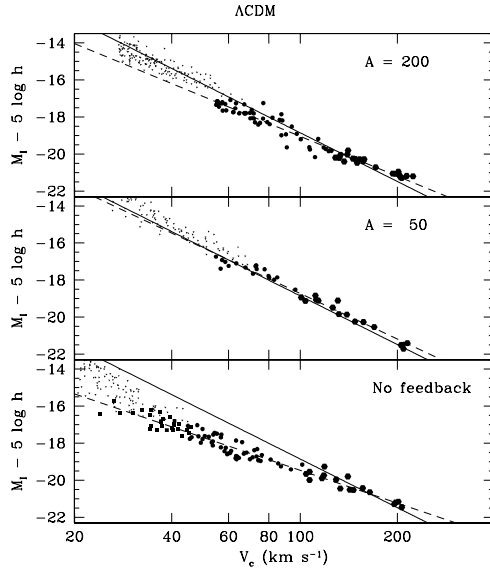 ΛCDM
-14
-16
-18
-20
-22
M_I − 5 log h
A = 200
-14
-16
-18
-20
-22
M_I − 5 log h
A = 50
-14
-16
-18
-20
-22
M_I − 5 log h
No feedback
20 40 60 80 100 200
V_c (km s⁻¹)